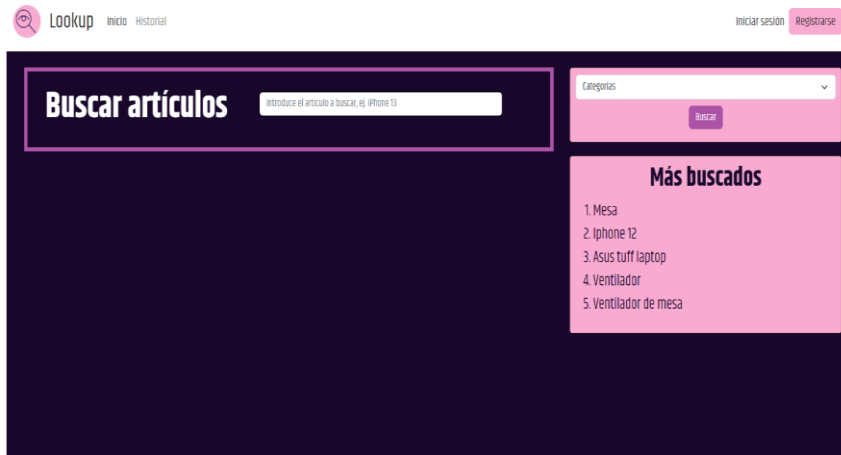 Lookup Inicio Historial Iniciar sesión Registrarse
Buscar artículos
Introduce el artículo a buscar, ej. iPhone 13
Categorías
Buscar
Más buscados
1. Mesa
2. Iphone 12
3. Asus tuff laptop
4. Ventilador
5. Ventilador de mesa